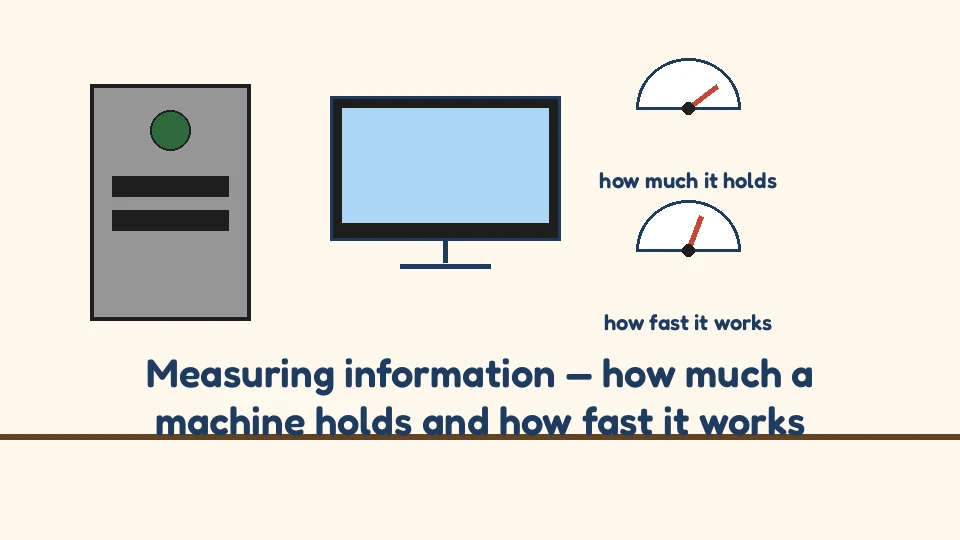 how much it holds
how fast it works
Measuring information — how much a
machine holds and how fast it works